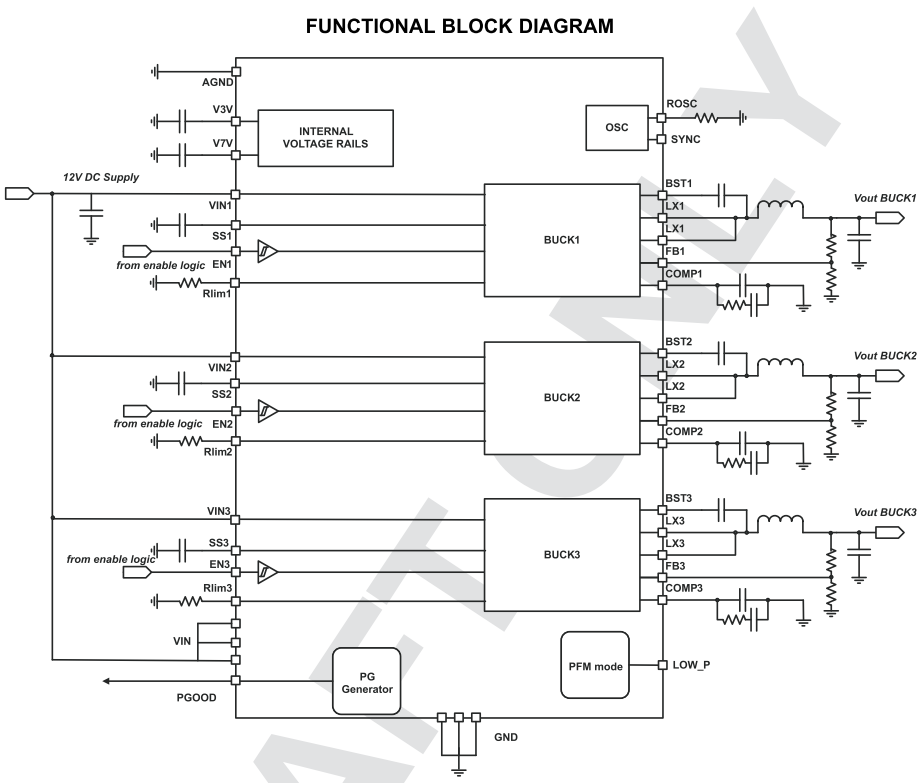 FUNCTIONAL BLOCK DIAGRAM
AGND
V3V
V7V
INTERNAL
VOLTAGE RAILS
OSC
ROSC
SYNC
12V DC Supply
VIN1
SS1
from enable logic
EN1
Rlim1
BUCK1
BST1
LX1
LX1
FB1
COMP1
Vout BUCK1
VIN2
SS2
from enable logic
EN2
Rlim2
BUCK2
BST2
LX2
LX2
FB2
COMP2
Vout BUCK2
VIN3
SS3
from enable logic
EN3
Rlim3
BUCK3
BST3
LX3
LX3
FB3
COMP3
Vout BUCK3
VIN
PGOOD
PG
Generator
PFM mode
LOW_P
GND
AFT ONLY